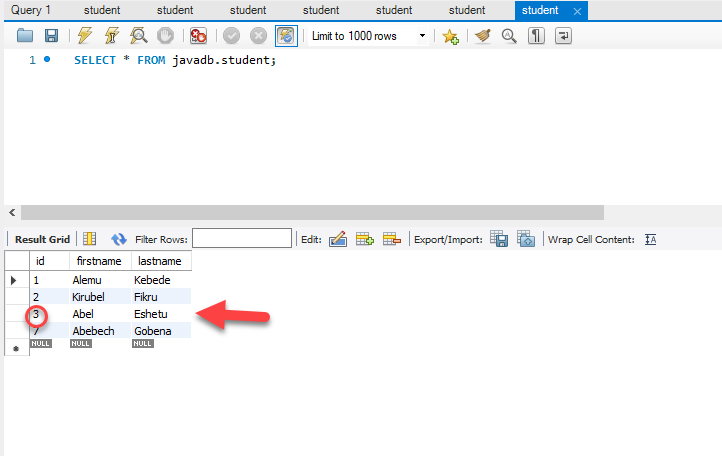 Query 1 student student student student student student student
Limit to 1000 rows
1 SELECT * FROM javadb.student;
Result Grid Filter Rows: Edit: Export/Import: Wrap Cell Content:
id firstname lastname
1 Alemu Kebede
2 Kirubel Fikru
3 Abel Eshetu
7 Abebech Gobena
NULL NULL NULL